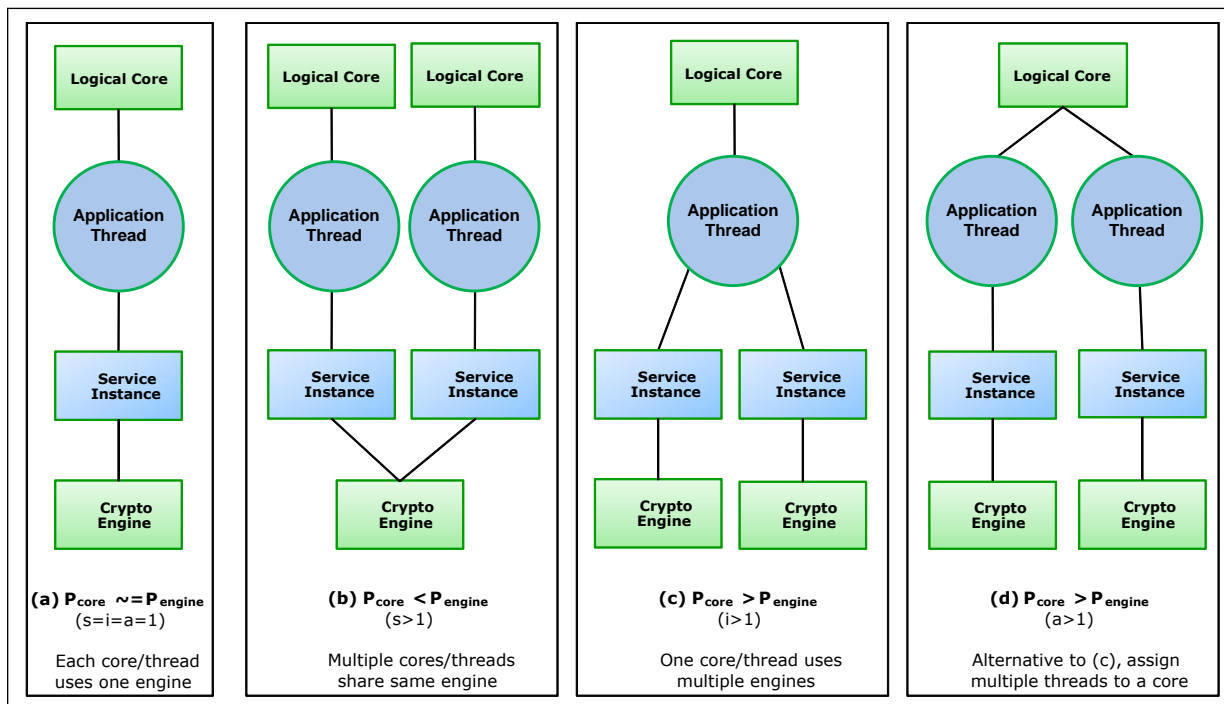 Logical Core
Application
Thread
Service
Instance
Crypto
Engine
(a) Pcore ~=Pengine
(s=i=a=1)
Each core/thread
uses one engine
Logical Core
Logical Core
Application
Thread
Application
Thread
Service
Instance
Service
Instance
Crypto
Engine
(b) Pcore <Pengine
(s>1)
Multiple cores/threads
share same engine
Logical Core
Application
Thread
Service
Instance
Service
Instance
Crypto
Engine
Crypto
Engine
(c) Pcore >Pengine
(i>1)
One core/thread uses
multiple engines
Logical Core
Application
Thread
Application
Thread
Service
Instance
Service
Instance
Crypto
Engine
Crypto
Engine
(d) Pcore >Pengine
(a>1)
Alternative to (c), assign
multiple threads to a core